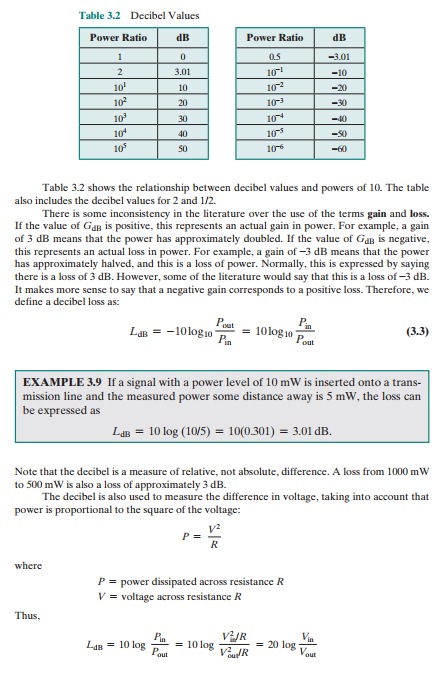 Table 3.2 Decibel Values
Power Ratio dB
1 0
2 3.01
10¹ 10
10² 20
10³ 30
10⁴ 40
10⁵ 50
Power Ratio dB
0.5 −3.01
10⁻¹ −10
10⁻² −20
10⁻³ −30
10⁻⁴ −40
10⁻⁵ −50
10⁻⁶ −60
Table 3.2 shows the relationship between decibel values and powers of 10. The table
also includes the decibel values for 2 and 1/2.
There is some inconsistency in the literature over the use of the terms gain and loss.
If the value of G_dB is positive, this represents an actual gain in power. For example, a gain
of 3 dB means that the power has approximately doubled. If the value of G_dB is negative,
this represents an actual loss in power. For example, a gain of −3 dB means that the power
has approximately halved, and this is a loss of power. Normally, this is expressed by saying
there is a loss of 3 dB. However, some of the literature would say that this is a loss of −3 dB.
It makes more sense to say that a negative gain corresponds to a positive loss. Therefore, we
define a decibel loss as:
L_dB = −10 log₁₀ P_out/P_in = 10 log₁₀ P_in/P_out (3.3)
EXAMPLE 3.9 If a signal with a power level of 10 mW is inserted onto a trans-
mission line and the measured power some distance away is 5 mW, the loss can
be expressed as
L_dB = 10 log (10/5) = 10(0.301) = 3.01 dB.
Note that the decibel is a measure of relative, not absolute, difference. A loss from 1000 mW
to 500 mW is also a loss of approximately 3 dB.
The decibel is also used to measure the difference in voltage, taking into account that
power is proportional to the square of the voltage:
P = V²/R
where
P = power dissipated across resistance R
V = voltage across resistance R
Thus,
L_dB = 10 log P_in/P_out = 10 log V²_in/R / V²_out/R = 20 log V_in/V_out